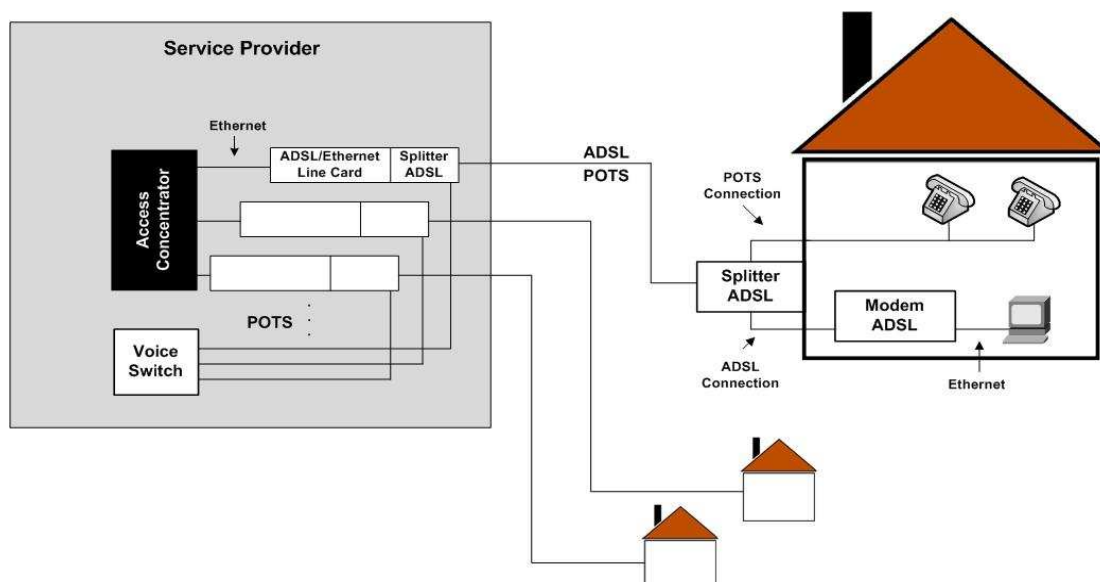 Service Provider
Ethernet
ADSL/Ethernet
Line Card
Splitter
ADSL
Access
Concentrator
POTS
Voice
Switch
ADSL
POTS
POTS
Connection
Splitter
ADSL
Modem
ADSL
ADSL
Connection
Ethernet